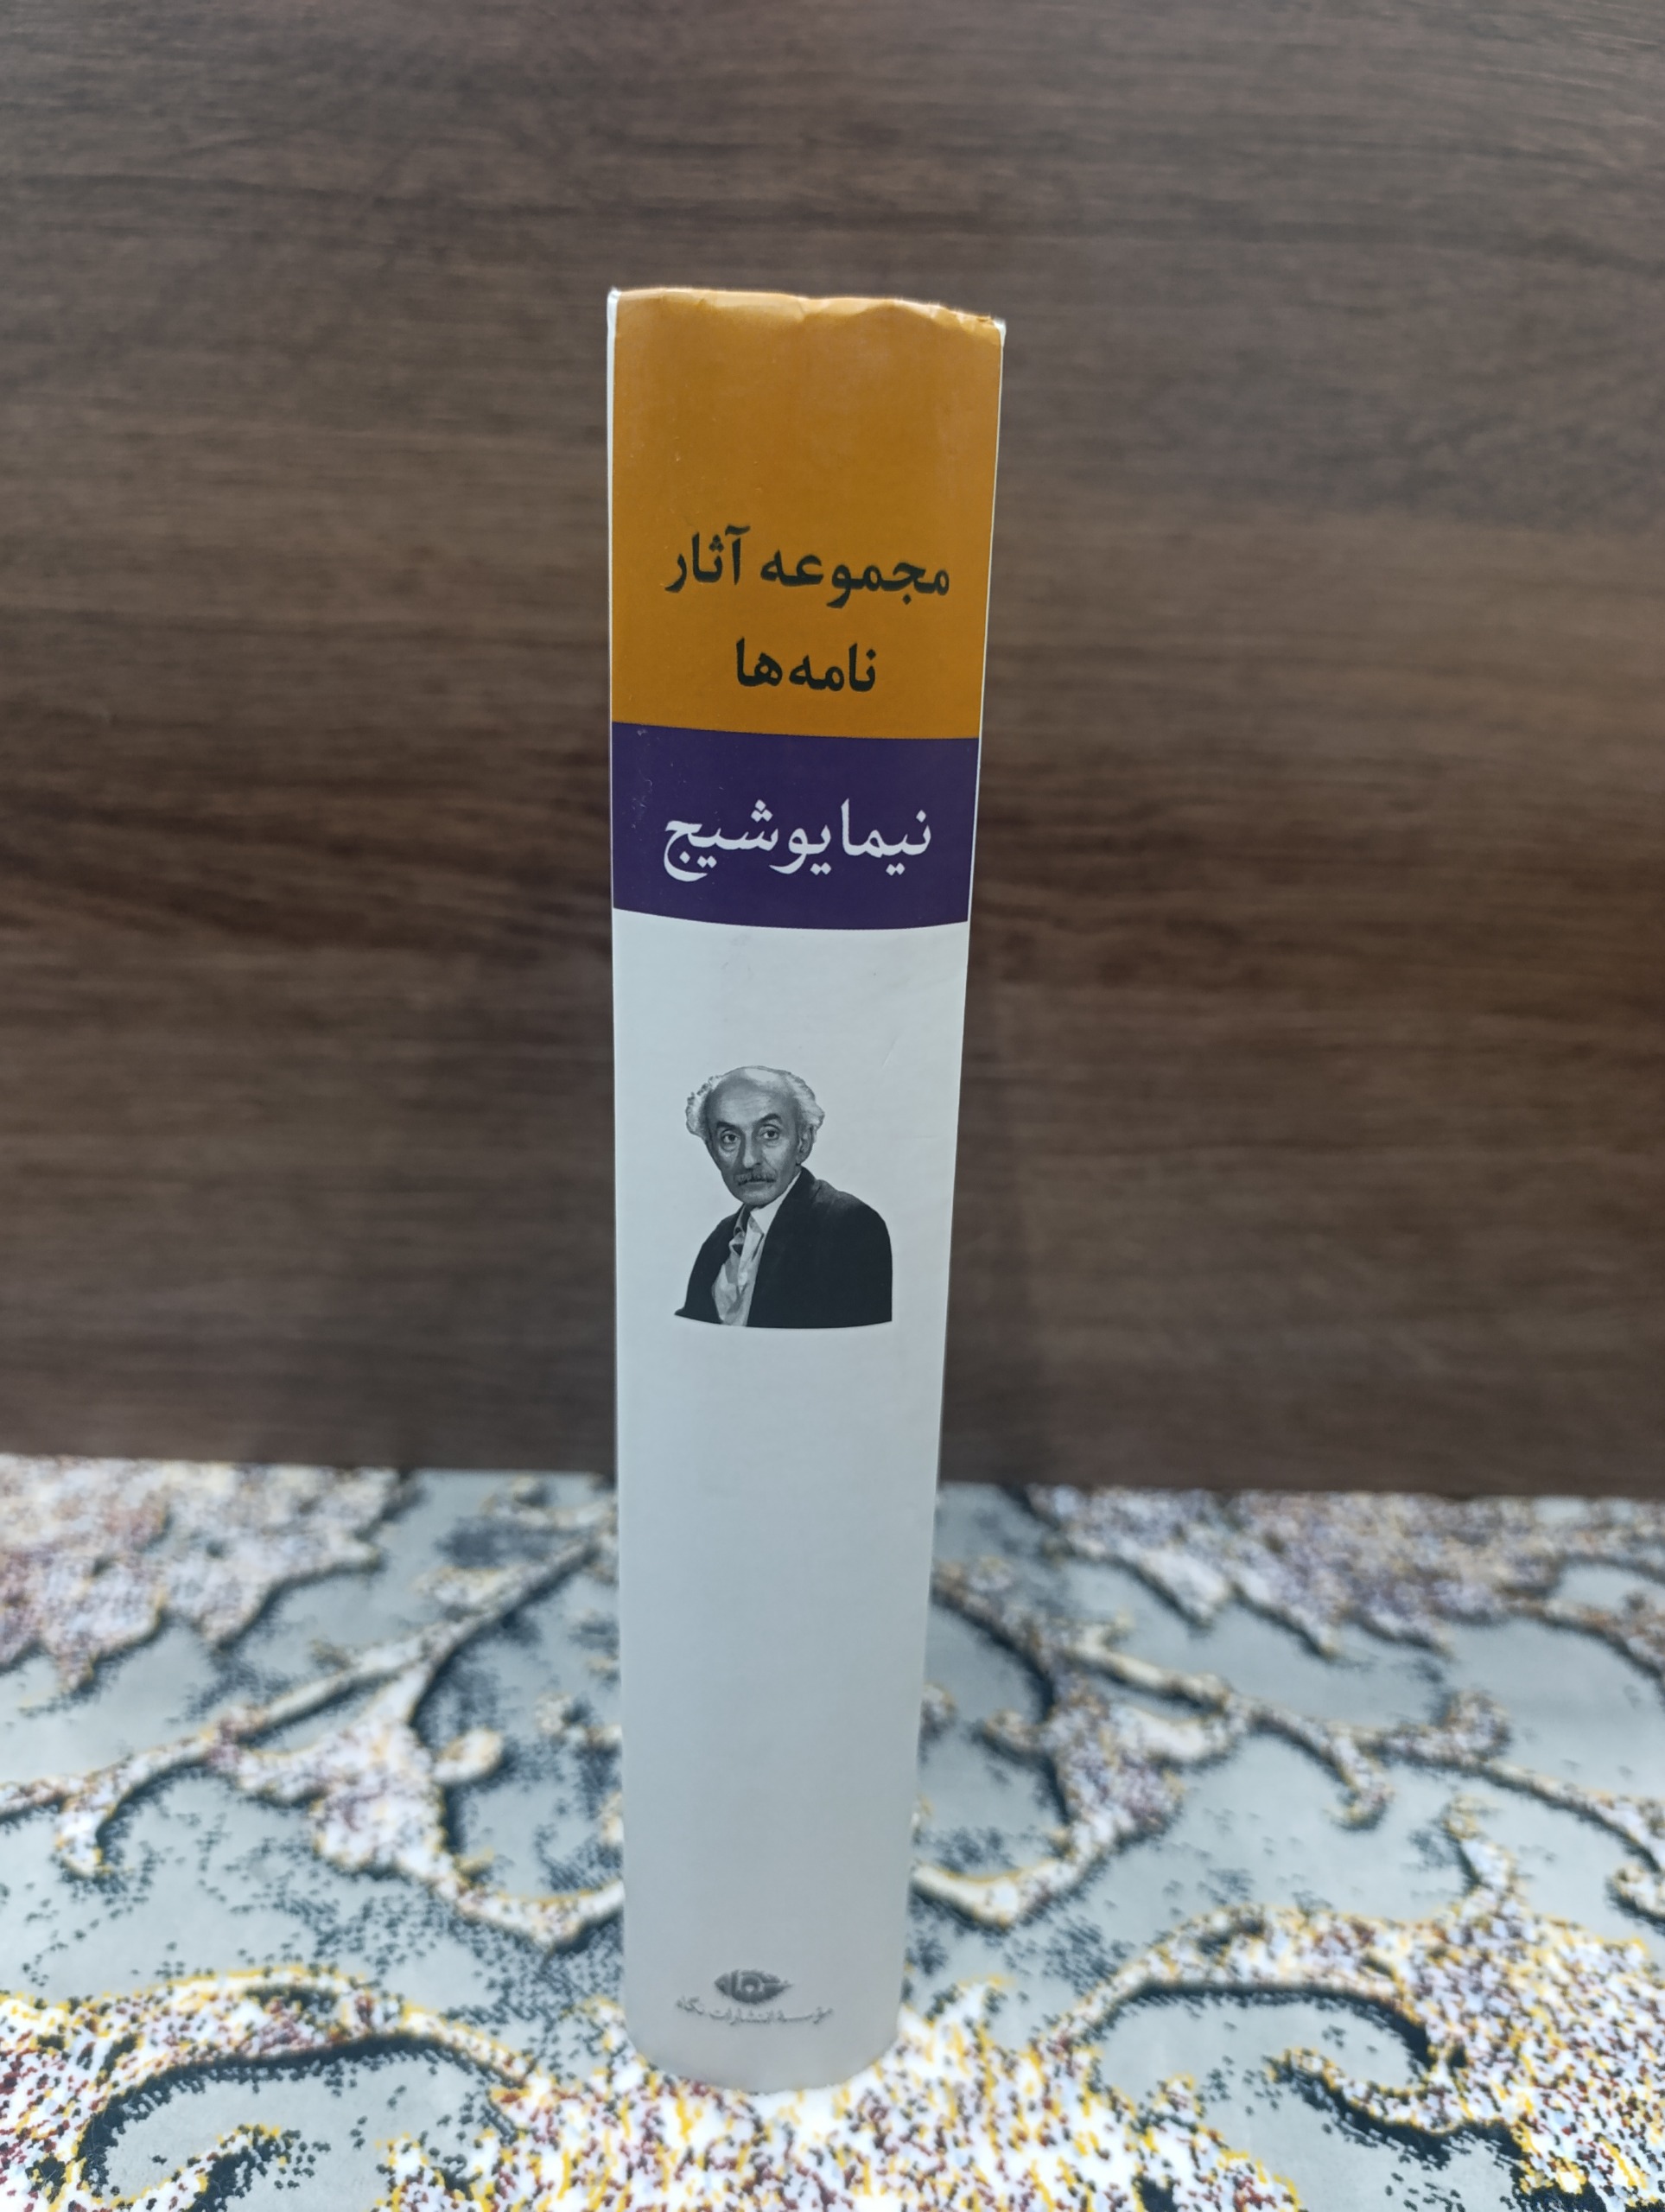 مجموعه آثار
نامه‌ها
نیما یوشیج
مؤسسهٔ انتشارات نگاه